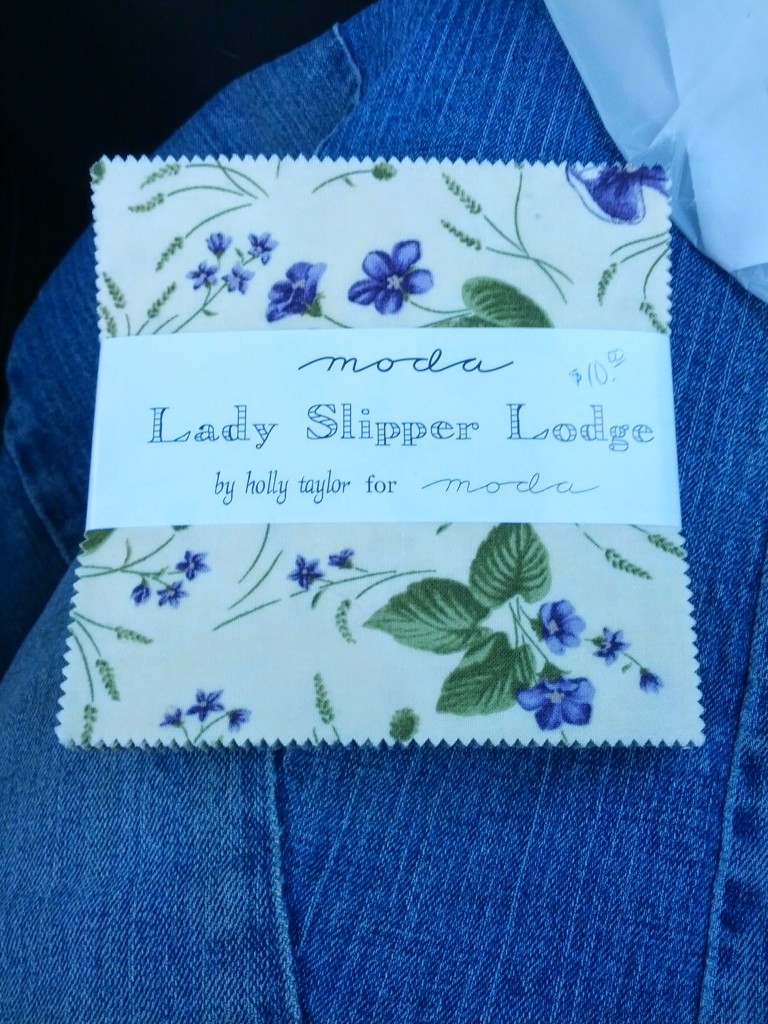 moda
$10.00
Lady Slipper Lodge
by holly taylor for moda